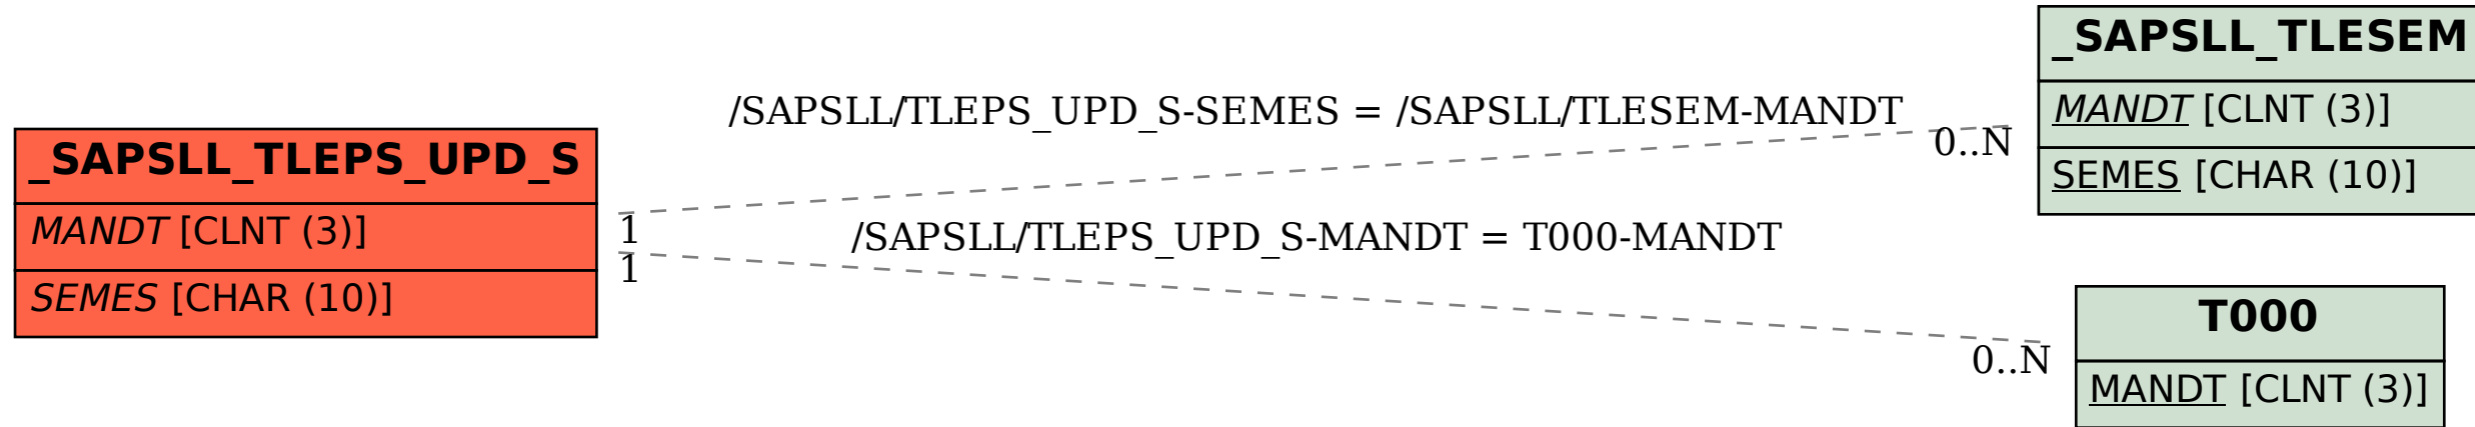 _SAPSLL_TLEPS_UPD_S
MANDT [CLNT (3)]
SEMES [CHAR (10)]
/SAPSLL/TLEPS_UPD_S-SEMES = /SAPSLL/TLESEM-MANDT
0..N
1
/SAPSLL/TLEPS_UPD_S-MANDT = T000-MANDT
1
0..N
_SAPSLL_TLESEM
MANDT [CLNT (3)]
SEMES [CHAR (10)]
T000
MANDT [CLNT (3)]